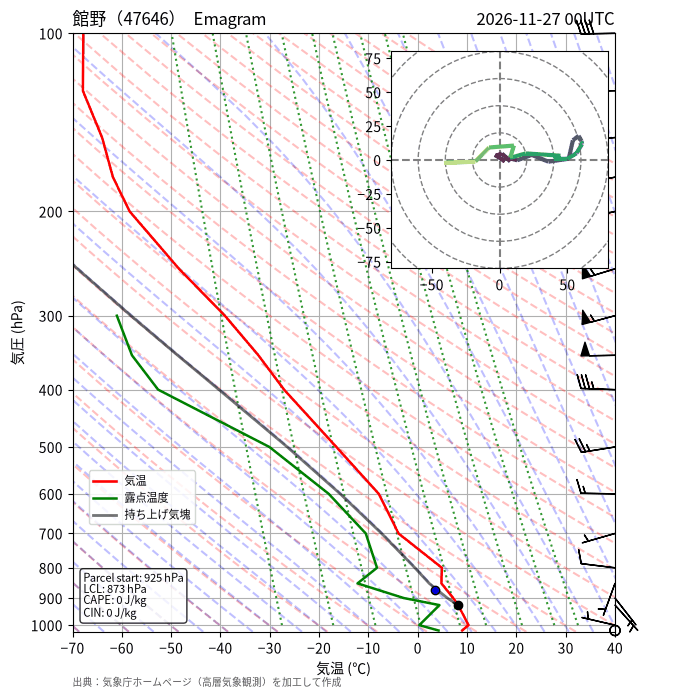 館野（47646） Emagram
2026-11-27 00UTC
100
200
300
400
500
600
700
800
900
1000
気圧 (hPa)
75
50
25
0
−25
−50
−75
−50
0
50
気温
露点温度
持ち上げ気塊
Parcel start: 925 hPa
LCL: 873 hPa
CAPE: 0 J/kg
CIN: 0 J/kg
−70
−60
−50
−40
−30
−20
−10
0
10
20
30
40
気温 (℃)
出典：気象庁ホームページ（高層気象観測）を加工して作成